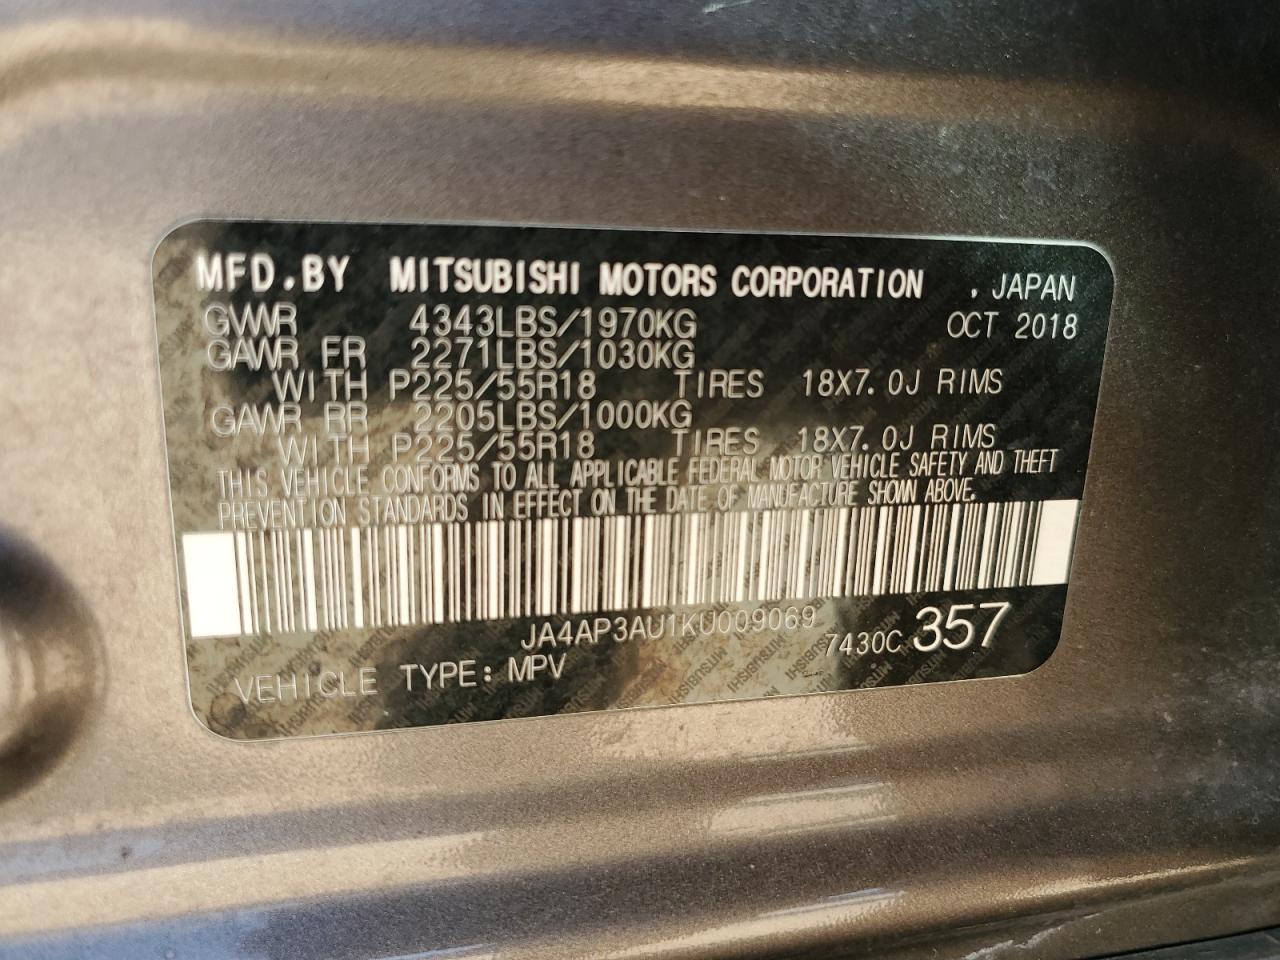 MFD.BY MITSUBISHI MOTORS CORPORATION . JAPAN
GVWR 4343LBS/1970KG OCT 2018
GAWR FR 2271LBS/1030KG
WITH P225/55R18 TIRES 18X7.0J RIMS
GAWR RR 2205LBS/1000KG
WITH P225/55R18 TIRES 18X7.0J RIMS
THIS VEHICLE CONFORMS TO ALL APPLICABLE FEDERAL MOTOR VEHICLE SAFETY AND THEFT
PREVENTION STANDARDS IN EFFECT ON THE DATE OF MANUFACTURE SHOWN ABOVE.
JA4AP3AU1KU009069
7430C 357
VEHICLE TYPE: MPV